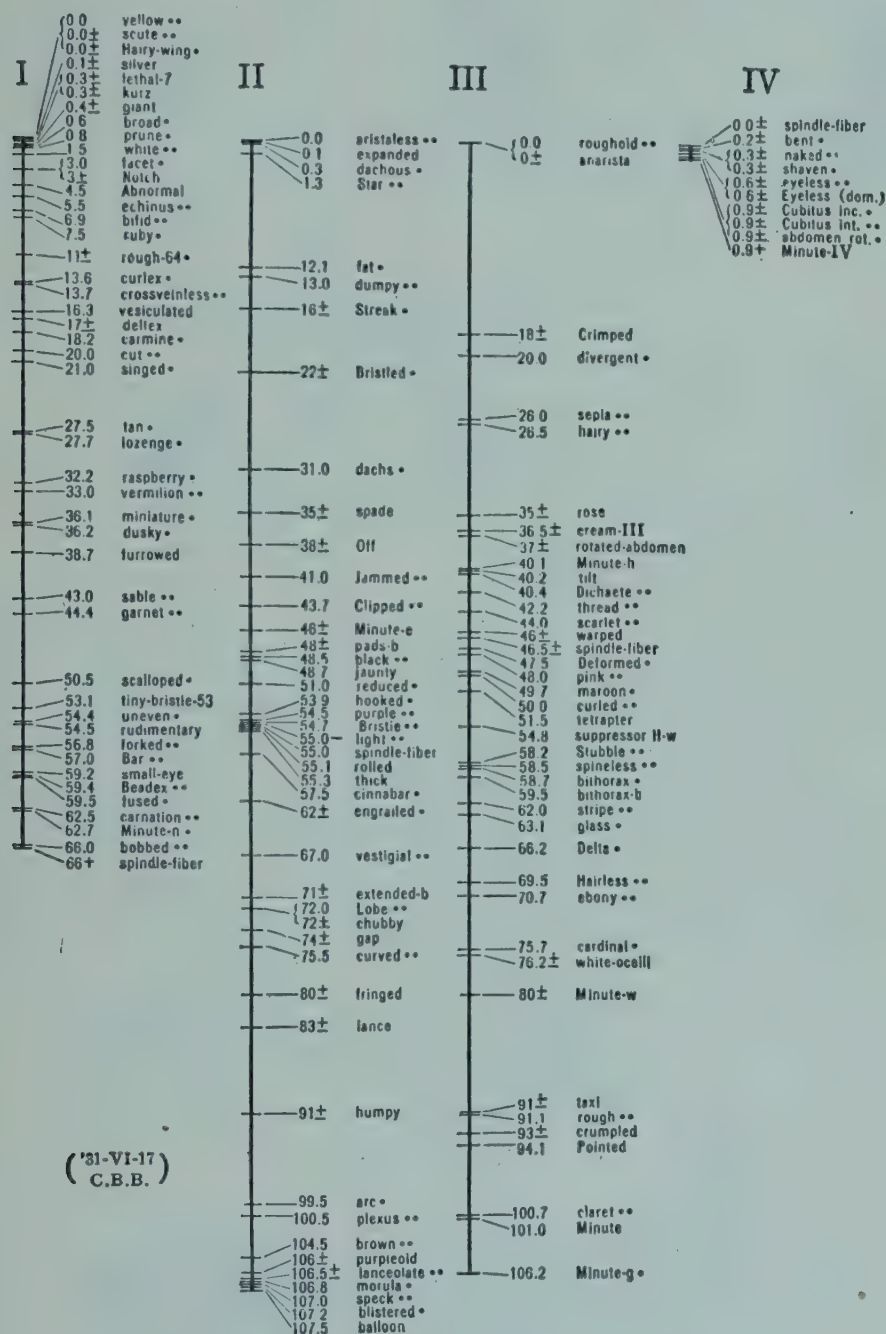 I
0.0 yellow ••
0.0± scute ••
0.0± Hairy-wing •
0.1± silver
0.3± lethal-7
0.3± kurz
0.4± giant
0.6 broad •
0.8 prune •
1.5 white ••
3.0 facet •
3± Notch
4.5 Abnormal
5.5 echinus ••
6.9 bifid ••
7.5 ruby •
11± rough-64 •
13.6 curlex •
13.7 crossveinless ••
16.3 vesiculated
17± deltex
18.2 carmine •
20.0 cut ••
21.0 singed •
27.5 tan •
27.7 lozenge •
32.2 raspberry •
33.0 vermilion ••
36.1 miniature •
36.2 dusky •
38.7 furrowed
43.0 sable ••
44.4 garnet ••
50.5 scalloped •
53.1 tiny-bristle-53
54.4 uneven •
54.5 rudimentary
56.8 forked ••
57.0 Bar ••
59.2 small-eye
59.4 Beadex ••
59.5 fused •
62.5 carnation ••
62.7 Minute-n •
66.0 bobbed ••
66+ spindle-fiber
('31-VI-17)
C.B.B.
II
0.0 aristaless ••
0.1 expanded
0.3 dachous •
1.3 Star ••
12.1 fat •
13.0 dumpy ••
16± Streak •
22± Bristled •
31.0 dachs •
35± spade
38± Off
41.0 Jammed ••
43.7 Clipped ••
46± Minute-e
48± pads-b
48.5 black ••
48.7 jaunty
51.0 reduced •
53.9 hooked •
54.5 purple ••
54.7 Bristle ••
55.0– light ••
55.0 spindle-fiber
55.1 rolled
55.3 thick
57.5 cinnabar •
62± engrailed •
67.0 vestigial ••
71± extended-b
72.0 Lobe ••
72± chubby
74± gap
75.5 curved ••
80± fringed
83± lance
91± humpy
99.5 arc •
100.5 plexus ••
104.5 brown ••
106± purpleoid
106.5± lanceolate ••
106.8 morula •
107.0 speck ••
107.2 blistered •
107.5 balloon
III
0.0 roughoid ••
0± anarista
18± Crimped
20.0 divergent •
26.0 sepia ••
26.5 hairy ••
35± rose
36.5± cream-III
37± rotated-abdomen
40.1 Minute-h
40.2 tilt
40.4 Dichaete ••
42.2 thread ••
44.0 scarlet ••
46± warped
46.5± spindle-fiber
47.5 Deformed •
48.0 pink ••
49.7 maroon •
50.0 curled ••
51.5 tetrapter
54.8 suppressor H-w
58.2 Stubble ••
58.5 spineless ••
58.7 bithorax •
59.5 bithorax-b
62.0 stripe ••
63.1 glass •
66.2 Delta •
69.5 Hairless ••
70.7 ebony ••
75.7 cardinal •
76.2± white-ocelli
80± Minute-w
91± taxi
91.1 rough ••
93± crumpled
94.1 Pointed
100.7 claret ••
101.0 Minute
106.2 Minute-g •
IV
0.0± spindle-fiber
0.2± bent •
0.3± naked ••
0.3± shaven •
0.6± eyeless ••
0.6± Eyeless (dom.)
0.9± Cubitus inc. •
0.9± Cubitus int. ••
0.9± abdomen rot. •
0.9+ Minute-IV